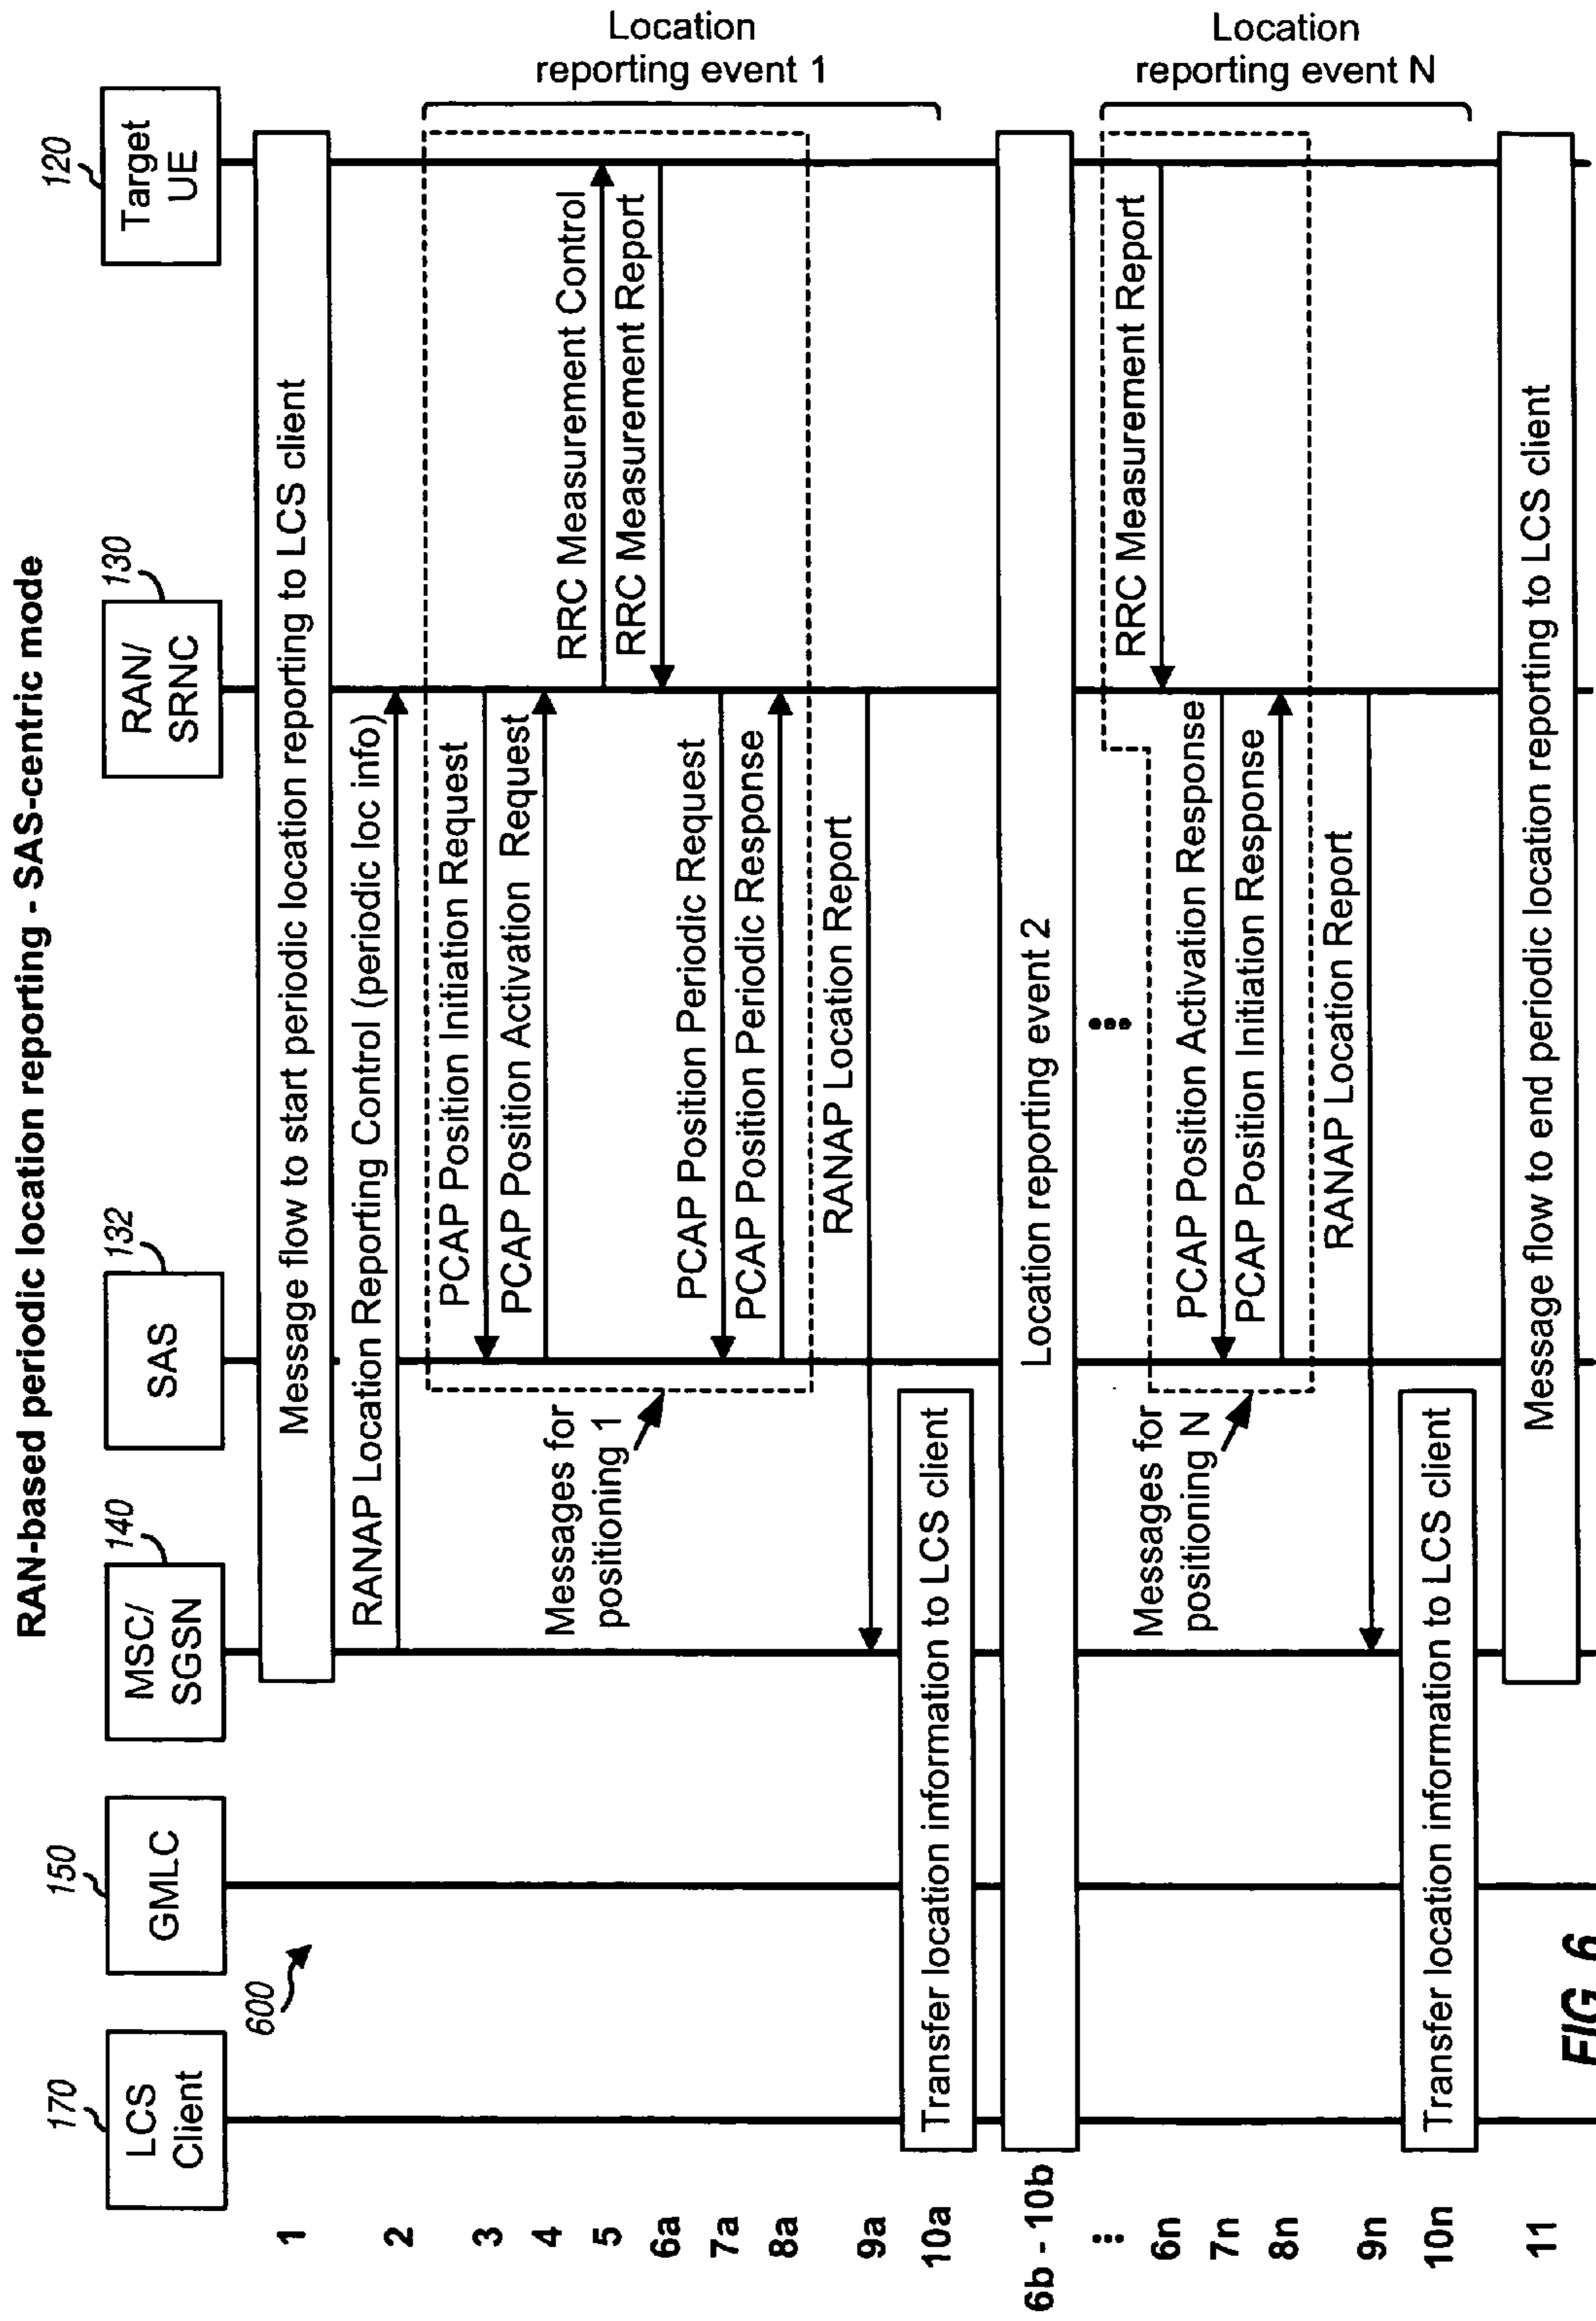 RAN-based periodic location reporting - SAS-centric mode
170
150
140
132
130
120
LCS
Client
GMLC
MSC/
SGSN
SAS
RAN/
SRNC
Target
UE
600
1
Message flow to start periodic location reporting to LCS client
2
RANAP Location Reporting Control (periodic loc info)
3
PCAP Position Initiation Request
4
PCAP Position Activation Request
Messages for
positioning 1
5
RRC Measurement Control
6a
RRC Measurement Report
7a
PCAP Position Periodic Request
8a
PCAP Position Periodic Response
9a
RANAP Location Report
10a
Transfer location information to LCS client
Location
reporting event 1
6b - 10b
Location reporting event 2
⋮
⋮
6n
RRC Measurement Report
Messages for
positioning N
7n
PCAP Position Activation Response
8n
PCAP Position Initiation Response
9n
RANAP Location Report
10n
Transfer location information to LCS client
Location
reporting event N
11
Message flow to end periodic location reporting to LCS client
FIG. 6